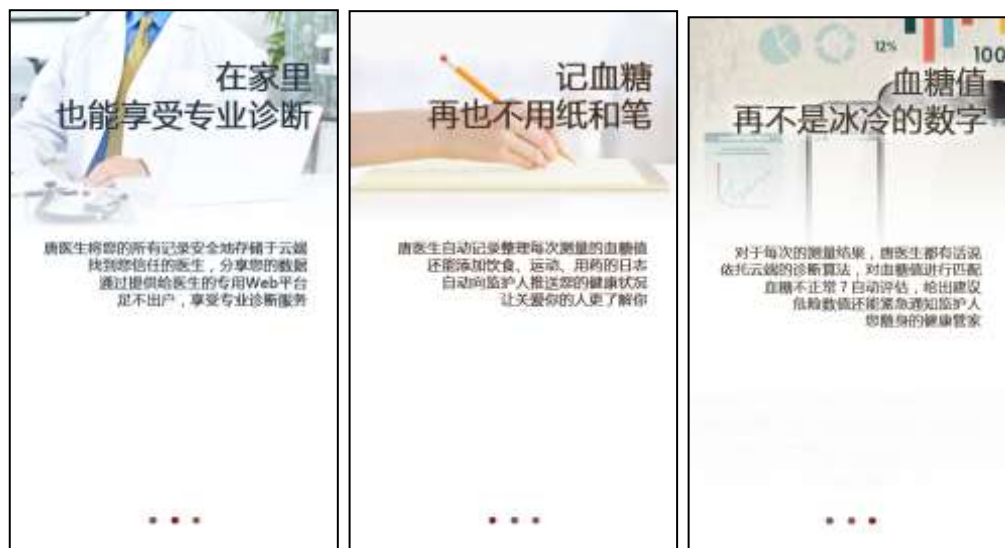 在家里
也能享受专业诊断
唐医生将您的所有记录安全地存储于云端
找到您信任的医生,分享您的数据
通过提供给医生的专用Web平台
足不出户,享受专业诊断服务
记血糖
再也不用纸和笔
唐医生自动记录整理每次测量的血糖值
还能添加饮食、运动、用药的日志
自动向监护人推送您的健康状况
让关爱你的人更了解你
12%
100
血糖值
再不是冰冷的数字
对于每次的测量结果,唐医生都有话说
依托云端的诊断算法,对血糖值进行匹配
血糖不正常?自动评估,给出建议
危险数值还能紧急通知监护人
您随身的健康管家